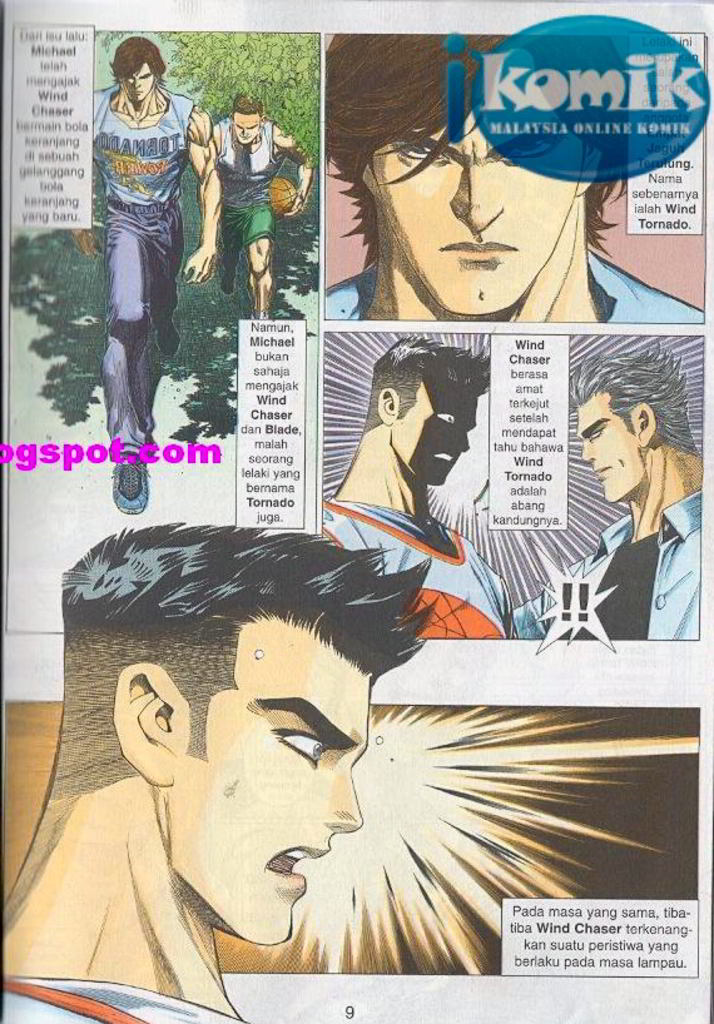 Dari isu lalu:
Michael
telah
mengajak
Wind
Chaser
bermain bola
keranjang
di sebuah
gelanggang
bola
keranjang
yang baru.
TORNADO
Namun,
Michael
bukan
sahaja
mengajak
Wind
Chaser
dan Blade,
malah
seorang
lelaki yang
bernama
Tornado
juga.
Lelaki ini
ikomik
MALAYSIA ONLINE KOMIK
Terulung.
Nama
sebenarnya
ialah Wind
Tornado.
Wind
Chaser
berasa
amat
terkejut
setelah
mendapat
tahu bahawa
Wind
Tornado
adalah
abang
kandungnya.
!!
ogspot.com
Pada masa yang sama, tiba-
tiba Wind Chaser terkenang-
kan suatu peristiwa yang
berlaku pada masa lampau.
9